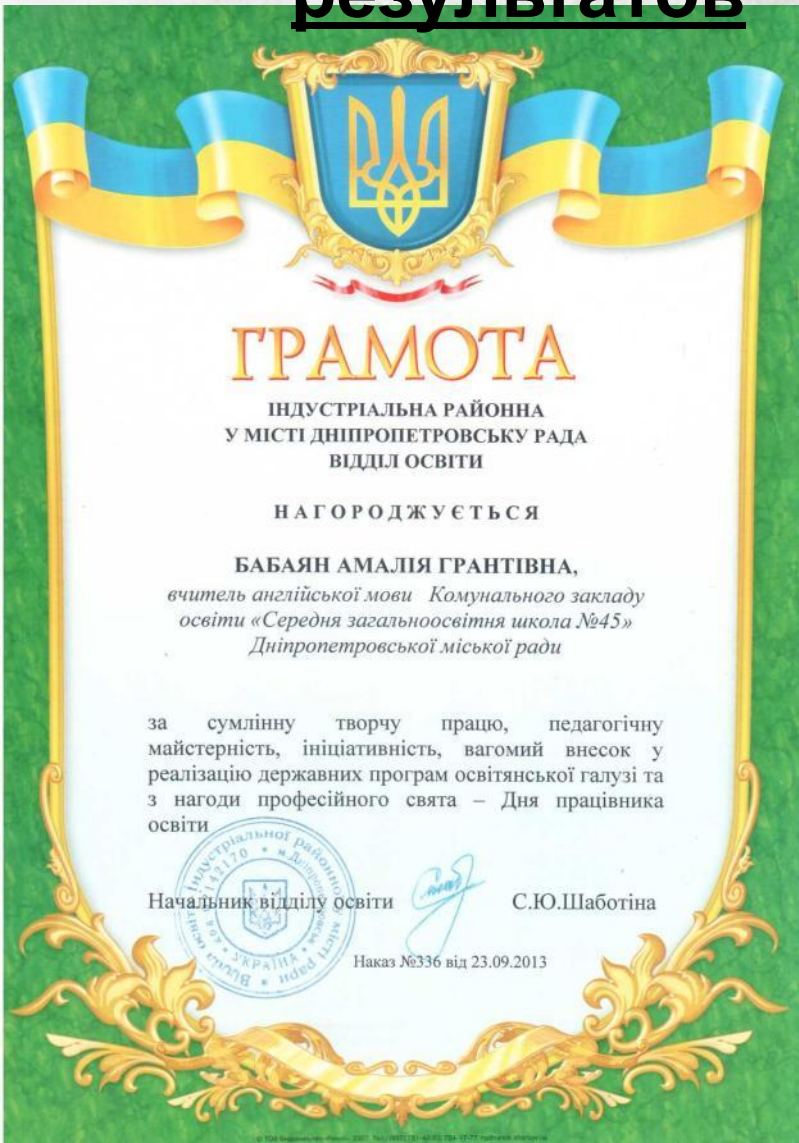 результатов
ГРАМОТА
ІНДУСТРІАЛЬНА РАЙОННА
У МІСТІ ДНІПРОПЕТРОВСЬКУ РАДА
ВІДДІЛ ОСВІТИ
НАГОРОДЖУЄТЬСЯ
БАБАЯН АМАЛІЯ ГРАНТІВНА,
вчитель англійської мови Комунального закладу
освіти «Середня загальноосвітня школа №45»
Дніпропетровської міської ради
за сумлінну творчу працю, педагогічну
майстерність, ініціативність, вагомий внесок у
реалізацію державних програм освітянської галузі та
з нагоди професійного свята – Дня працівника
освіти
Начальник відділу освіти С.Ю.Шаботіна
УКРАЇНА
Наказ №336 від 23.09.2013